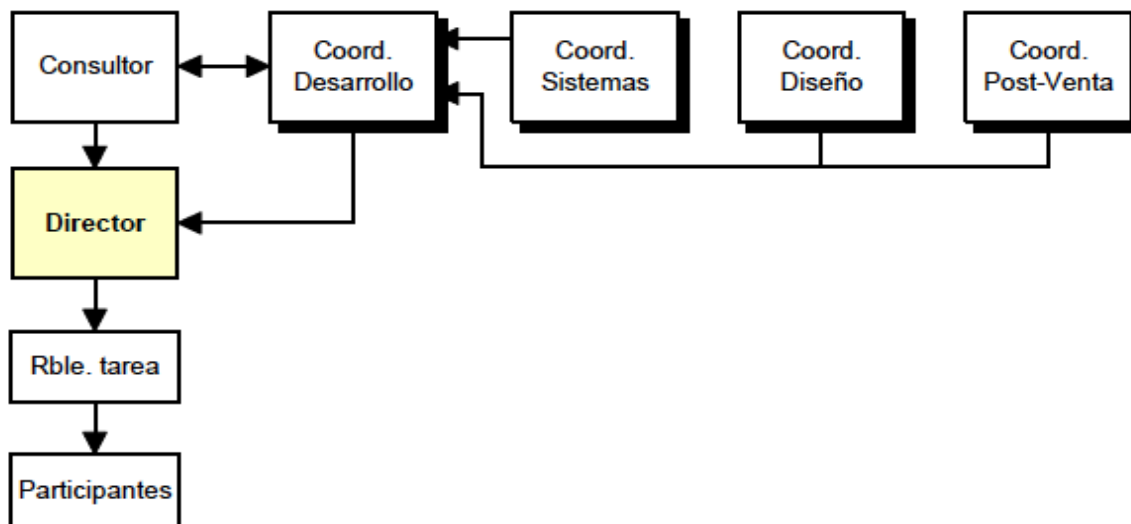 Consultor
Coord.
Desarrollo
Coord.
Sistemas
Coord.
Diseño
Coord.
Post-Venta
Director
Rble. tarea
Participantes